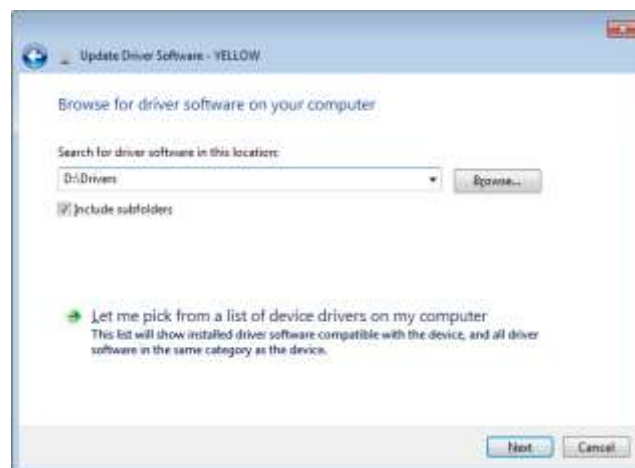 Update Driver Software - YELLOW
Browse for driver software on your computer
Search for driver software in this location:
D:\Drivers
Browse...
Include subfolders
Let me pick from a list of device drivers on my computer
This list will show installed driver software compatible with the device, and all driver
software in the same category as the device.
Next
Cancel